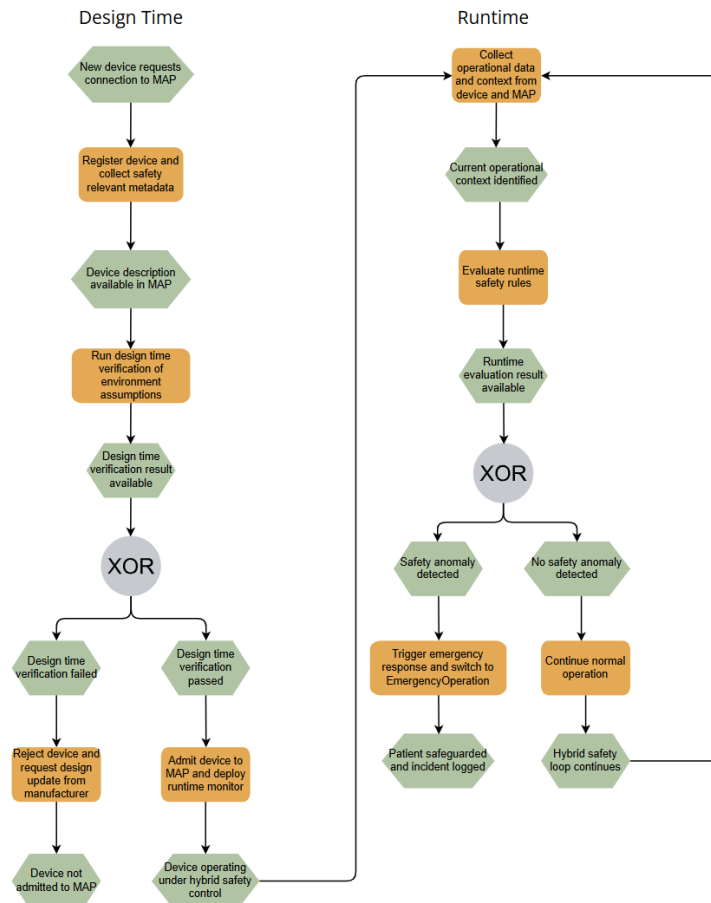 Design Time
New device requests
connection to MAP
Register device and
collect safety
relevant metadata
Device description
available in MAP
Run design time
verification of
environment
assumptions
Design time
verification result
available
XOR
Design time
verification failed
Design time
verification
passed
Reject device and
request design
update from
manufacturer
Admit device to
MAP and deploy
runtime monitor
Device not
admitted to MAP
Device operating
under hybrid safety
control
Runtime
Collect
operational data
and context from
device and MAP
Current operational
context identified
Evaluate runtime
safety rules
Runtime
evaluation result
available
XOR
Safety anomaly
detected
No safety anomaly
detected
Trigger emergency
response and switch to
EmergencyOperation
Continue normal
operation
Patient safeguarded
and incident logged
Hybrid safety
loop continues